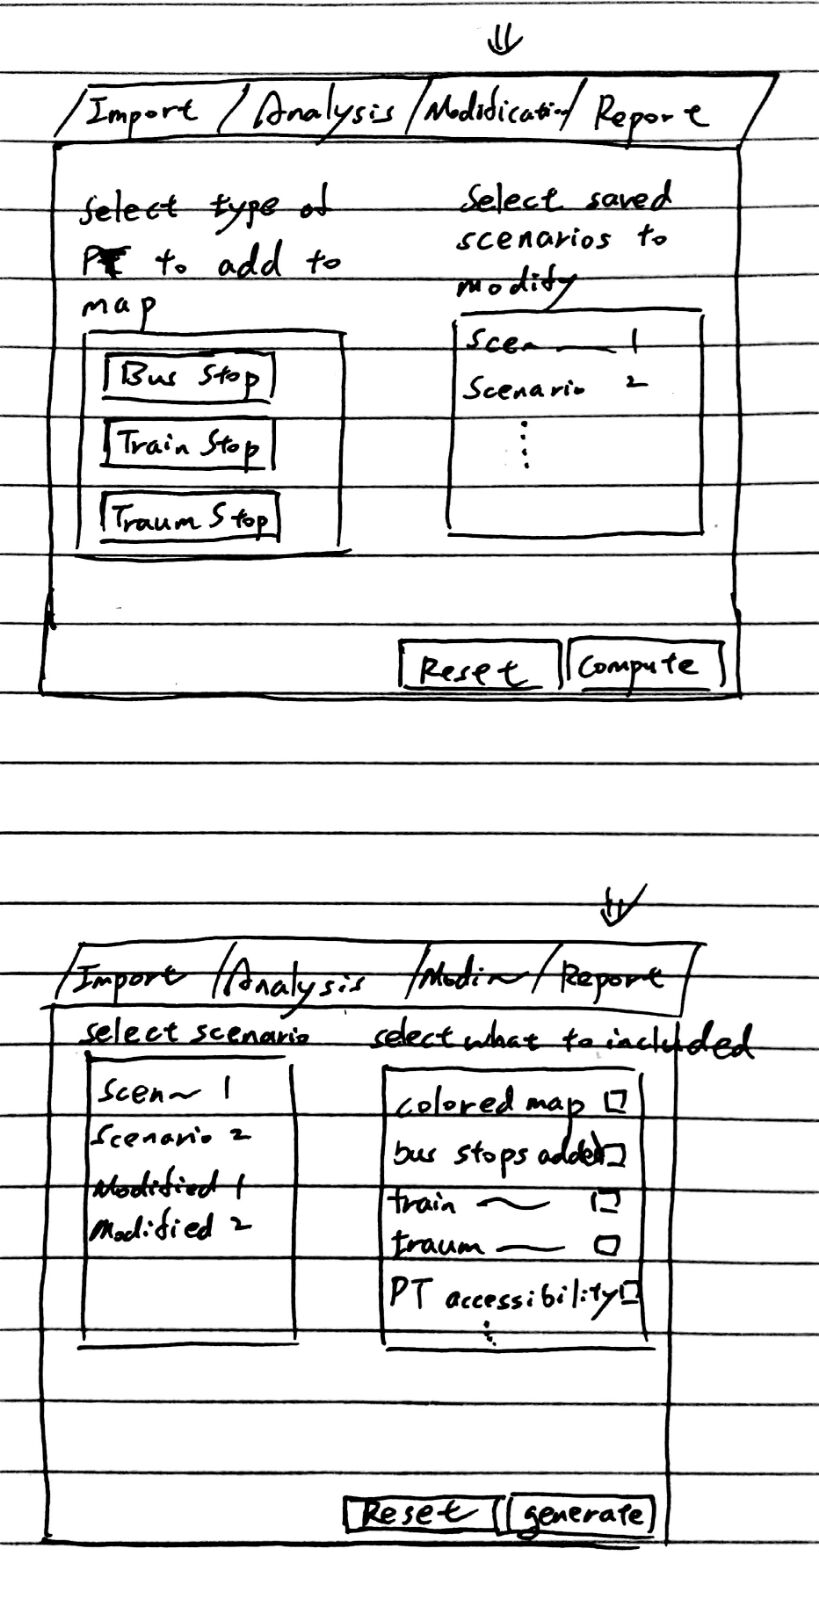 Import / Analysis / Modidication / Report
Select type of
PT to add to
map
Bus Stop
Train Stop
Traum Stop
Select saved
scenarios to
modify
Scen 1
Scenario 2
Reset
Compute
Import / Analysis / Modi / Report
select scenario
Scen 1
Scenario 2
Modified 1
Modified 2
select what to included
colored map
bus stops added
train
traum
PT accessibility
Reset
generate